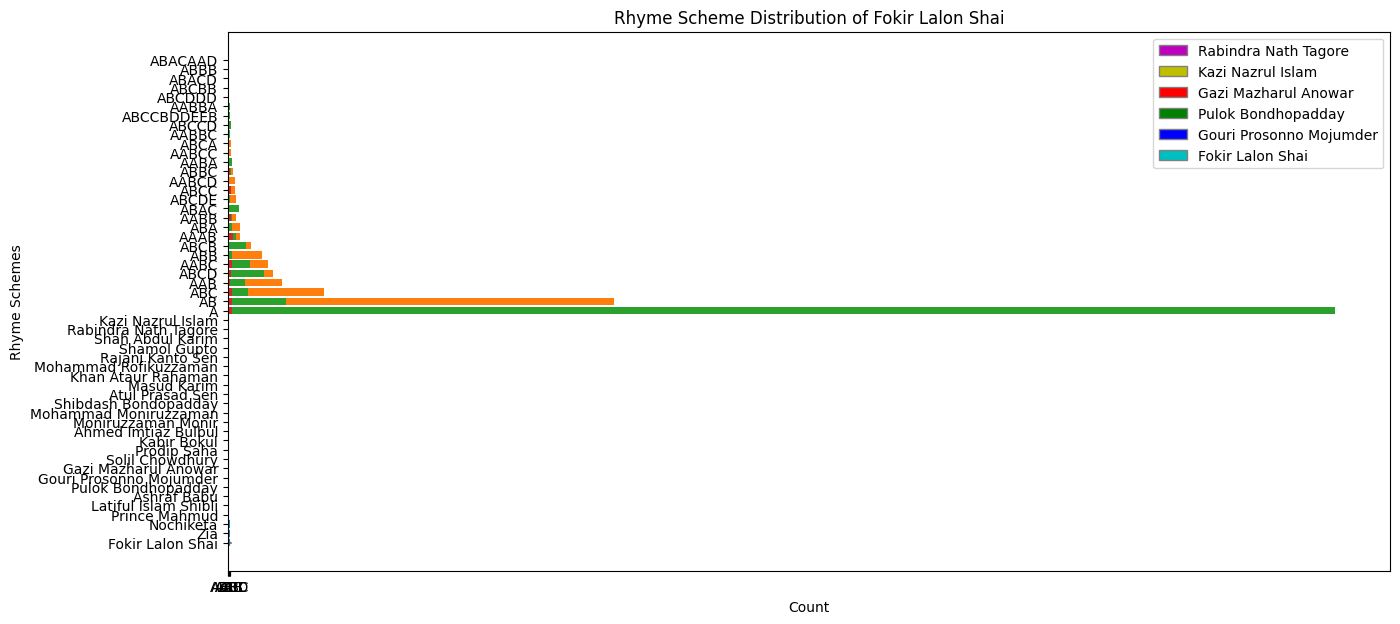 Rhyme Scheme Distribution of Fokir Lalon Shai
Rabindra Nath Tagore
Kazi Nazrul Islam
Gazi Mazharul Anowar
Pulok Bondhopadday
Gouri Prosonno Mojumder
Fokir Lalon Shai
Rhyme Schemes
ABACAAD
ABBB
ABACD
ABCBB
ABCDDD
AABBA
ABCCBDDEEB
ABCCD
AABBC
ABCA
AABCC
AABA
ABBC
AABCD
ABCC
ABCDE
ABAC
AABB
ABA
AAAB
ABCB
ABB
AABC
ABCD
AAB
ABC
AB
A
Kazi Nazrul Islam
Rabindra Nath Tagore
Shah Abdul Karim
Shamol Gupto
Rajani Kanto Sen
Mohammad Rofikuzzaman
Khan Ataur Rahaman
Masud Karim
Atul Prasad Sen
Shibdash Bondopadday
Mohammad Moniruzzaman
Moniruzzaman Monir
Ahmed Imtiaz Bulbul
Kabir Bokul
Prodip Saha
Solil Chowdhury
Gazi Mazharul Anowar
Gouri Prosonno Mojumder
Pulok Bondhopadday
Ashraf Babu
Latiful Islam Shibli
Prince Mahmud
Nochiketa
Zia
Fokir Lalon Shai
Count